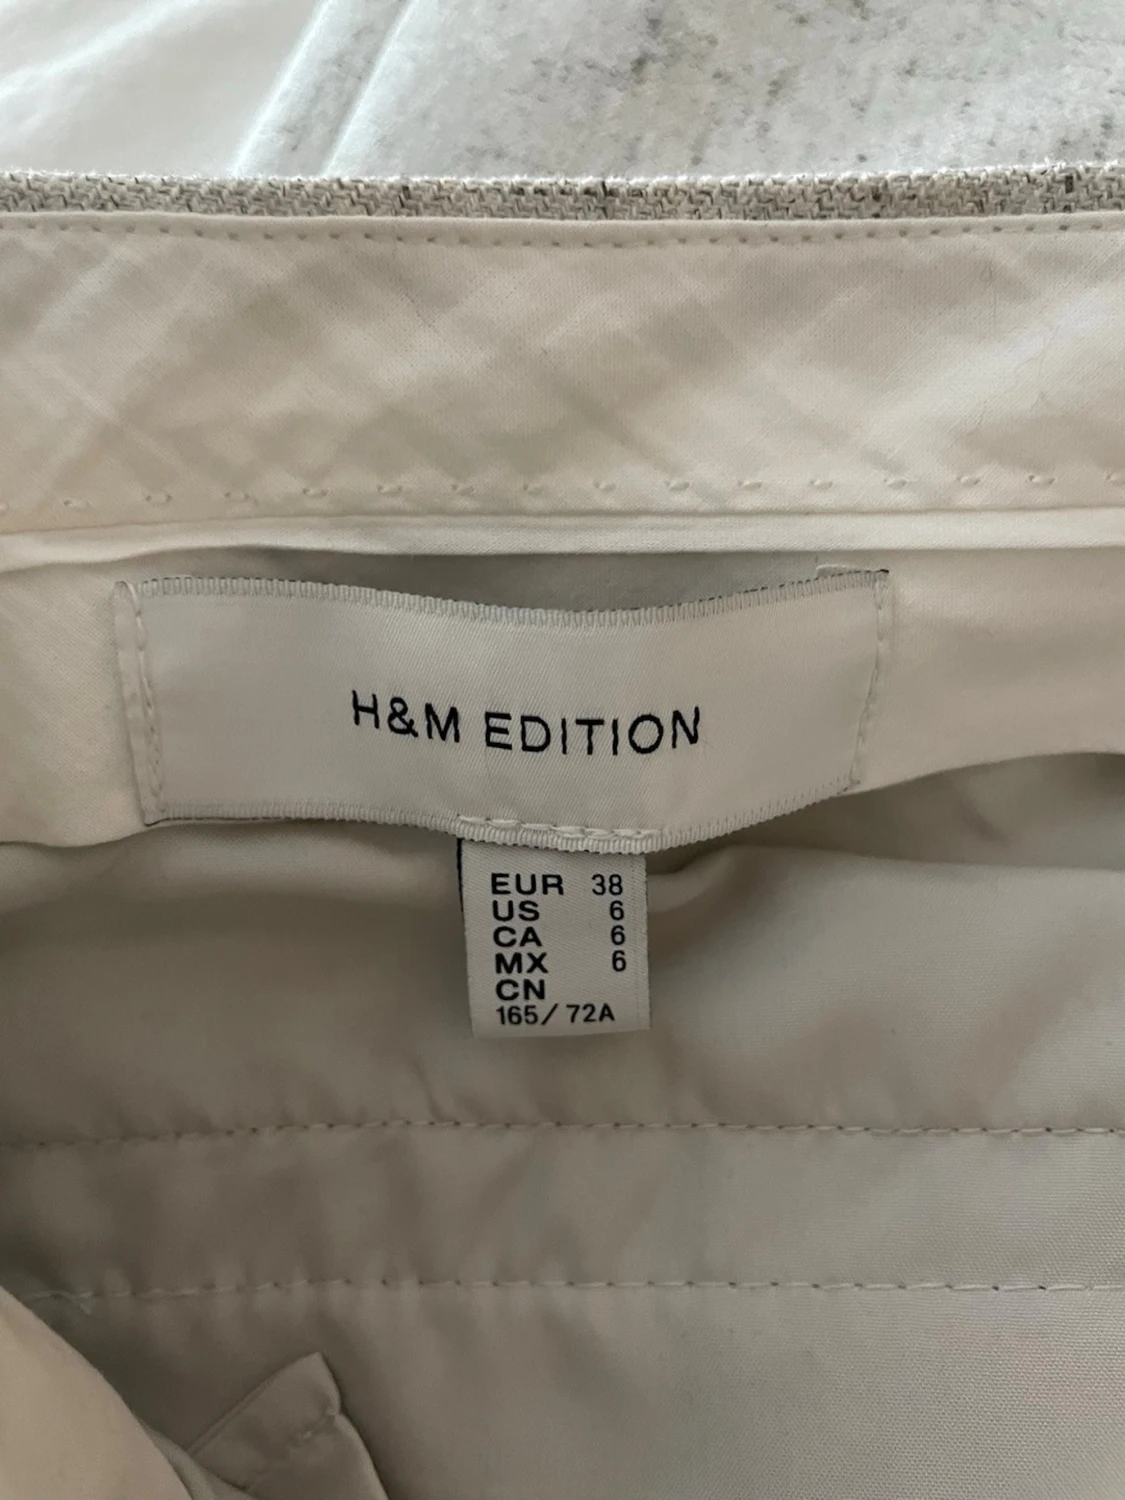 H&M EDITION
EUR 38
US 6
CA 6
MX 6
CN
165/72A